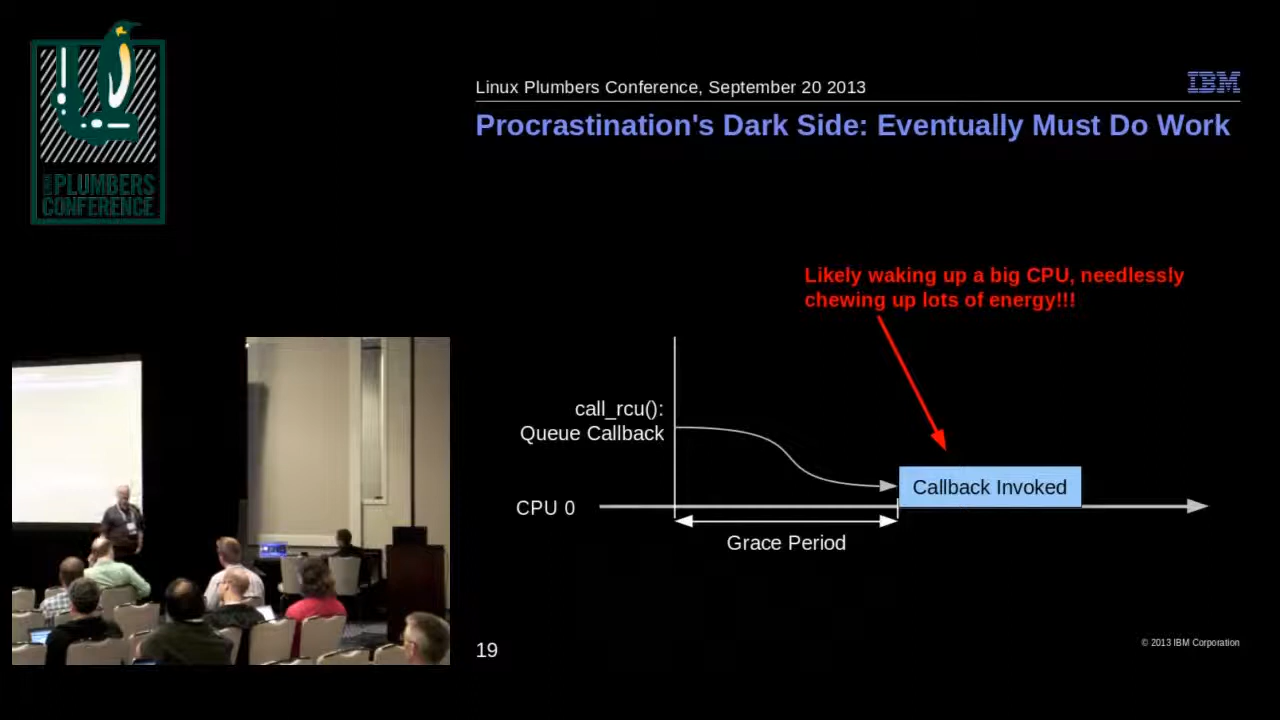 LINUX
PLUMBERS
CONFERENCE
Linux Plumbers Conference, September 20 2013
IBM
Procrastination's Dark Side: Eventually Must Do Work
Likely waking up a big CPU, needlessly
chewing up lots of energy!!!
call_rcu():
Queue Callback
Callback Invoked
CPU 0
Grace Period
19
© 2013 IBM Corporation